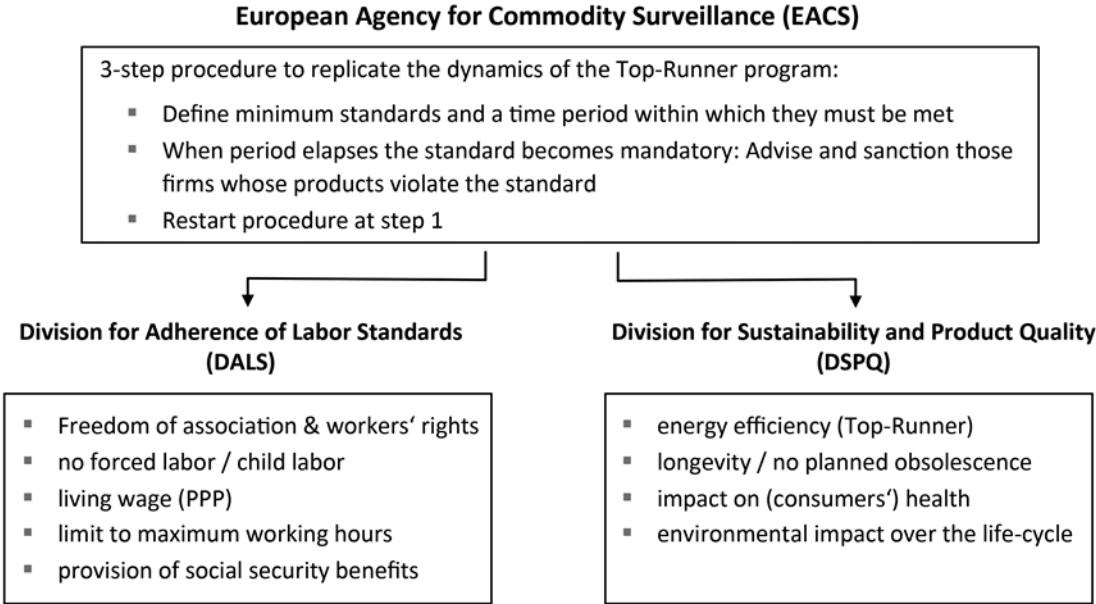 European Agency for Commodity Surveillance (EACS)
3-step procedure to replicate the dynamics of the Top-Runner program:
▪ Define minimum standards and a time period within which they must be met
▪ When period elapses the standard becomes mandatory: Advise and sanction those
firms whose products violate the standard
▪ Restart procedure at step 1
Division for Adherence of Labor Standards
(DALS)
▪ Freedom of association & workers‘ rights
▪ no forced labor / child labor
▪ living wage (PPP)
▪ limit to maximum working hours
▪ provision of social security benefits
Division for Sustainability and Product Quality
(DSPQ)
▪ energy efficiency (Top-Runner)
▪ longevity / no planned obsolescence
▪ impact on (consumers‘) health
▪ environmental impact over the life-cycle